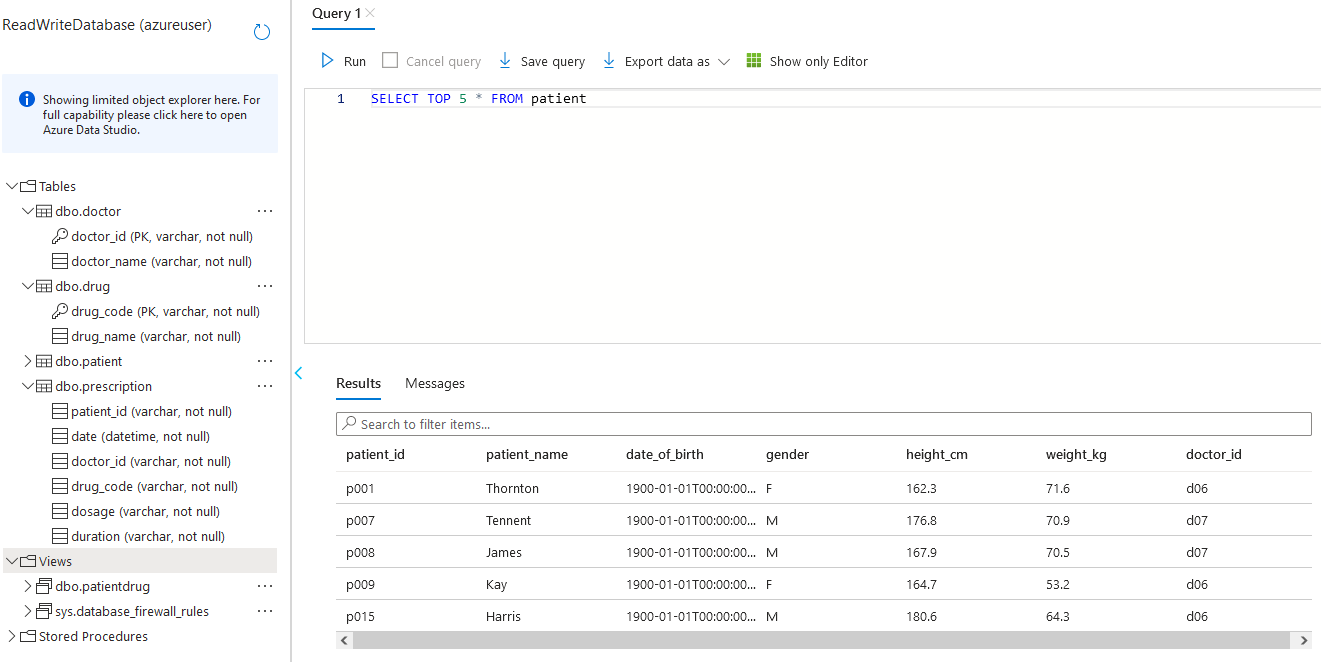 ReadWriteDatabase (azureuser)
Showing limited object explorer here. For
full capability please click here to open
Azure Data Studio.
Tables
dbo.doctor ...
doctor_id (PK, varchar, not null)
doctor_name (varchar, not null)
dbo.drug ...
drug_code (PK, varchar, not null)
drug_name (varchar, not null)
dbo.patient ...
dbo.prescription ...
patient_id (varchar, not null)
date (datetime, not null)
doctor_id (varchar, not null)
drug_code (varchar, not null)
dosage (varchar, not null)
duration (varchar, not null)
Views
dbo.patientdrug ...
sys.database_firewall_rules ...
Stored Procedures
Query 1
Run Cancel query Save query Export data as Show only Editor
1 SELECT TOP 5 * FROM patient
Results Messages
Search to filter items...
patient_id patient_name date_of_birth gender height_cm weight_kg doctor_id
p001 Thornton 1900-01-01T00:00:00... F 162.3 71.6 d06
p007 Tennent 1900-01-01T00:00:00... M 176.8 70.9 d07
p008 James 1900-01-01T00:00:00... M 167.9 70.5 d07
p009 Kay 1900-01-01T00:00:00... F 164.7 53.2 d06
p015 Harris 1900-01-01T00:00:00... M 180.6 64.3 d06